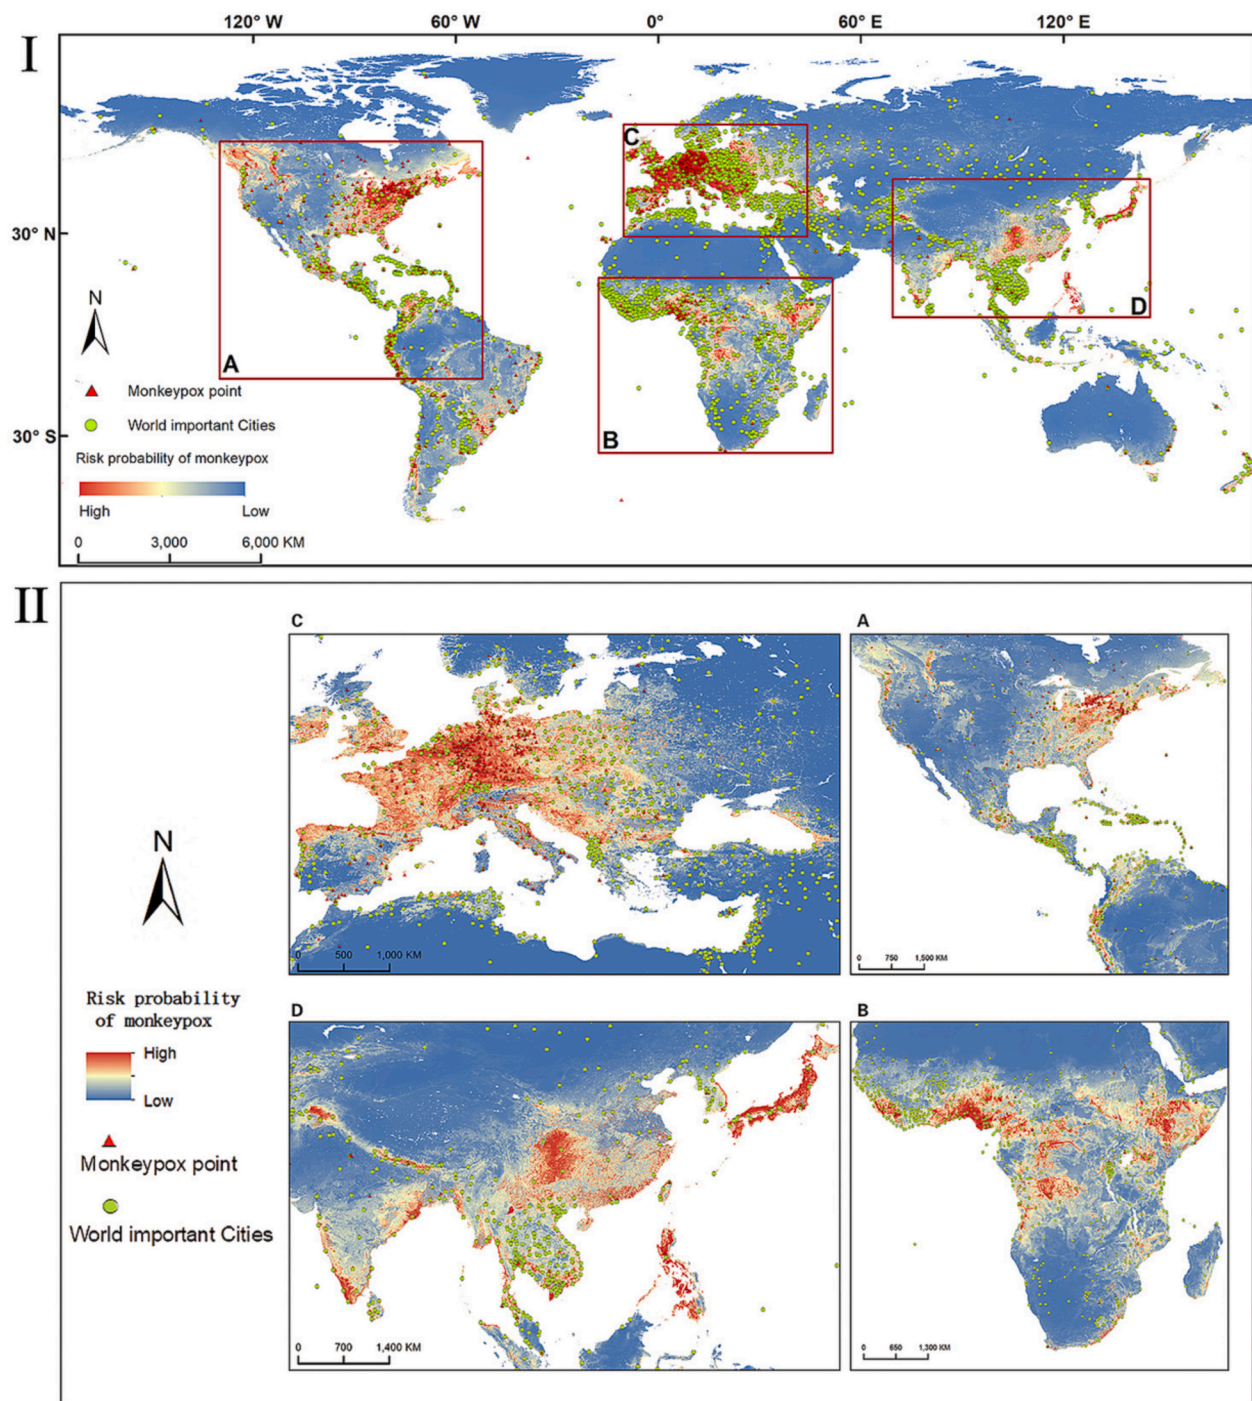 120° W 60° W 0° 60° E 120° E
I
C
30° N
D
N
A
Monkeypox point
B
World important Cities
30° S
Risk probability of monkeypox
High Low
0 3,000 6,000 KM
II
C A
N
0 500 1,000 KM
0 750 1,500 KM
D B
Risk probability
of monkeypox
High
Low
Monkeypox point
World important Cities
0 700 1,400 KM
0 650 1,300 KM